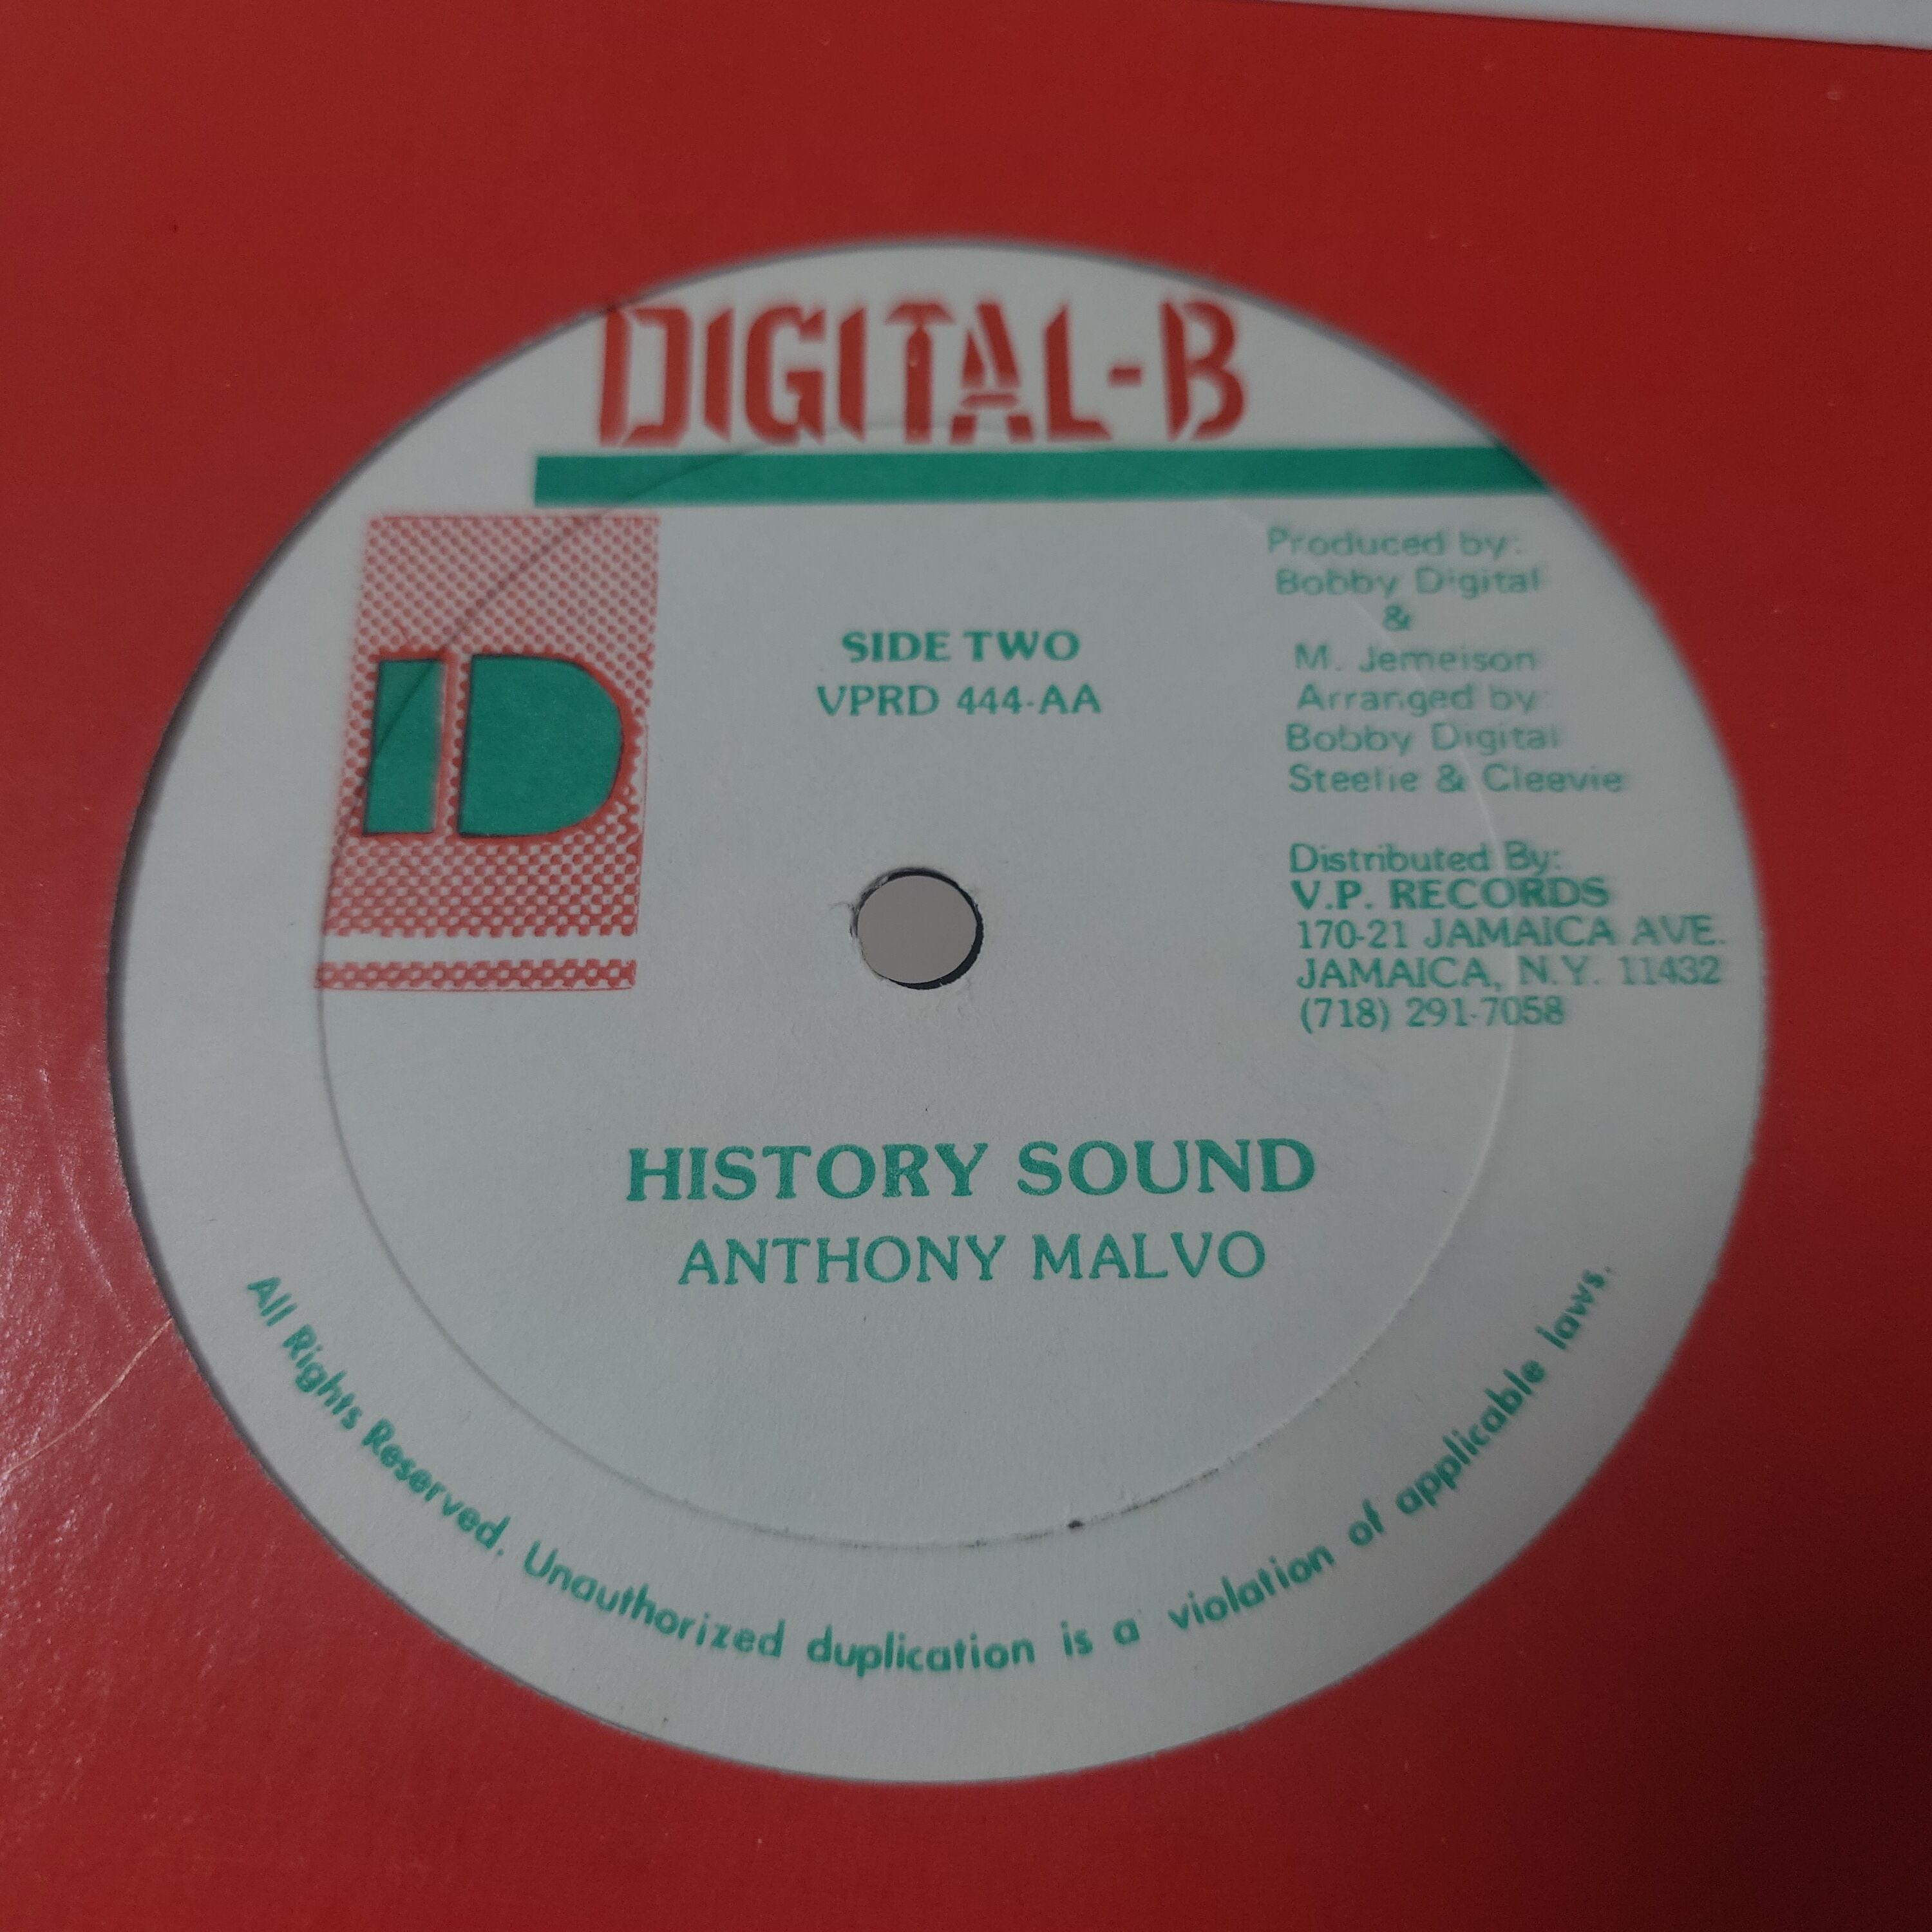 DIGITAL-B
D
SIDE TWO
VPRD 444-AA
Produced by:
Bobby Digital
&
M. Jemeison
Arranged by:
Bobby Digital
Steelie & Cleevie
Distributed By:
V.P. RECORDS
170-21 JAMAICA AVE.
JAMAICA, N.Y. 11432
(718) 291-7058
HISTORY SOUND
ANTHONY MALVO
All Rights Reserved. Unauthorized duplication is a violation of applicable laws.